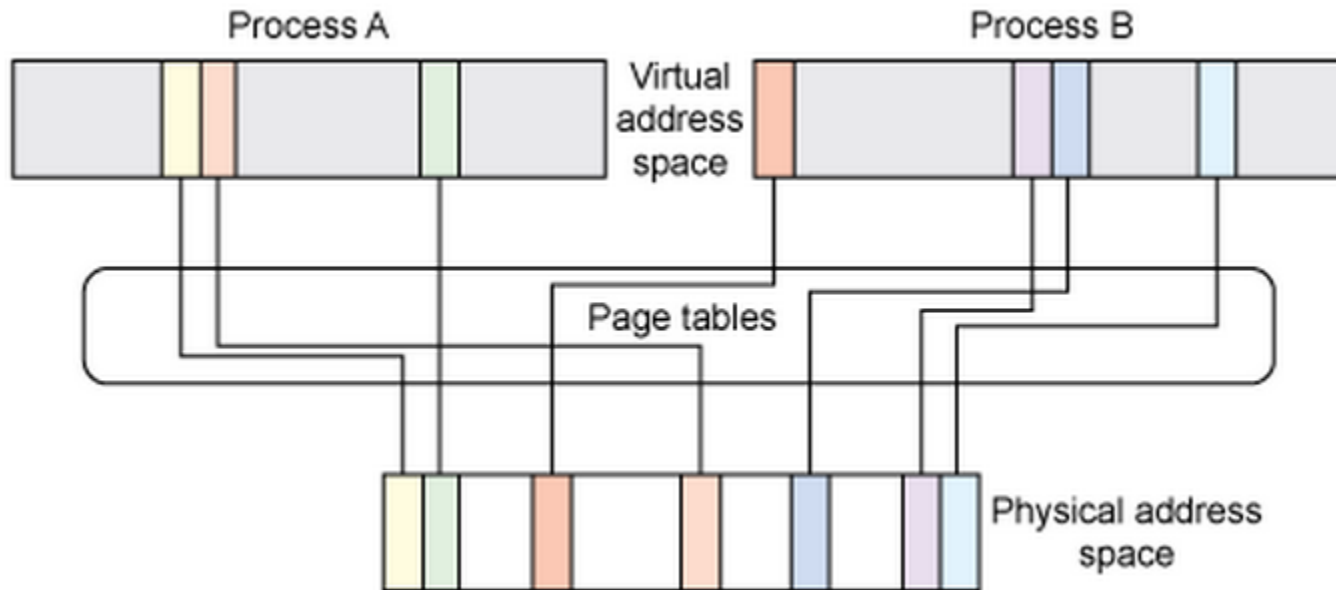 Process A
Process B
Virtual
address
space
Page tables
Physical address
space